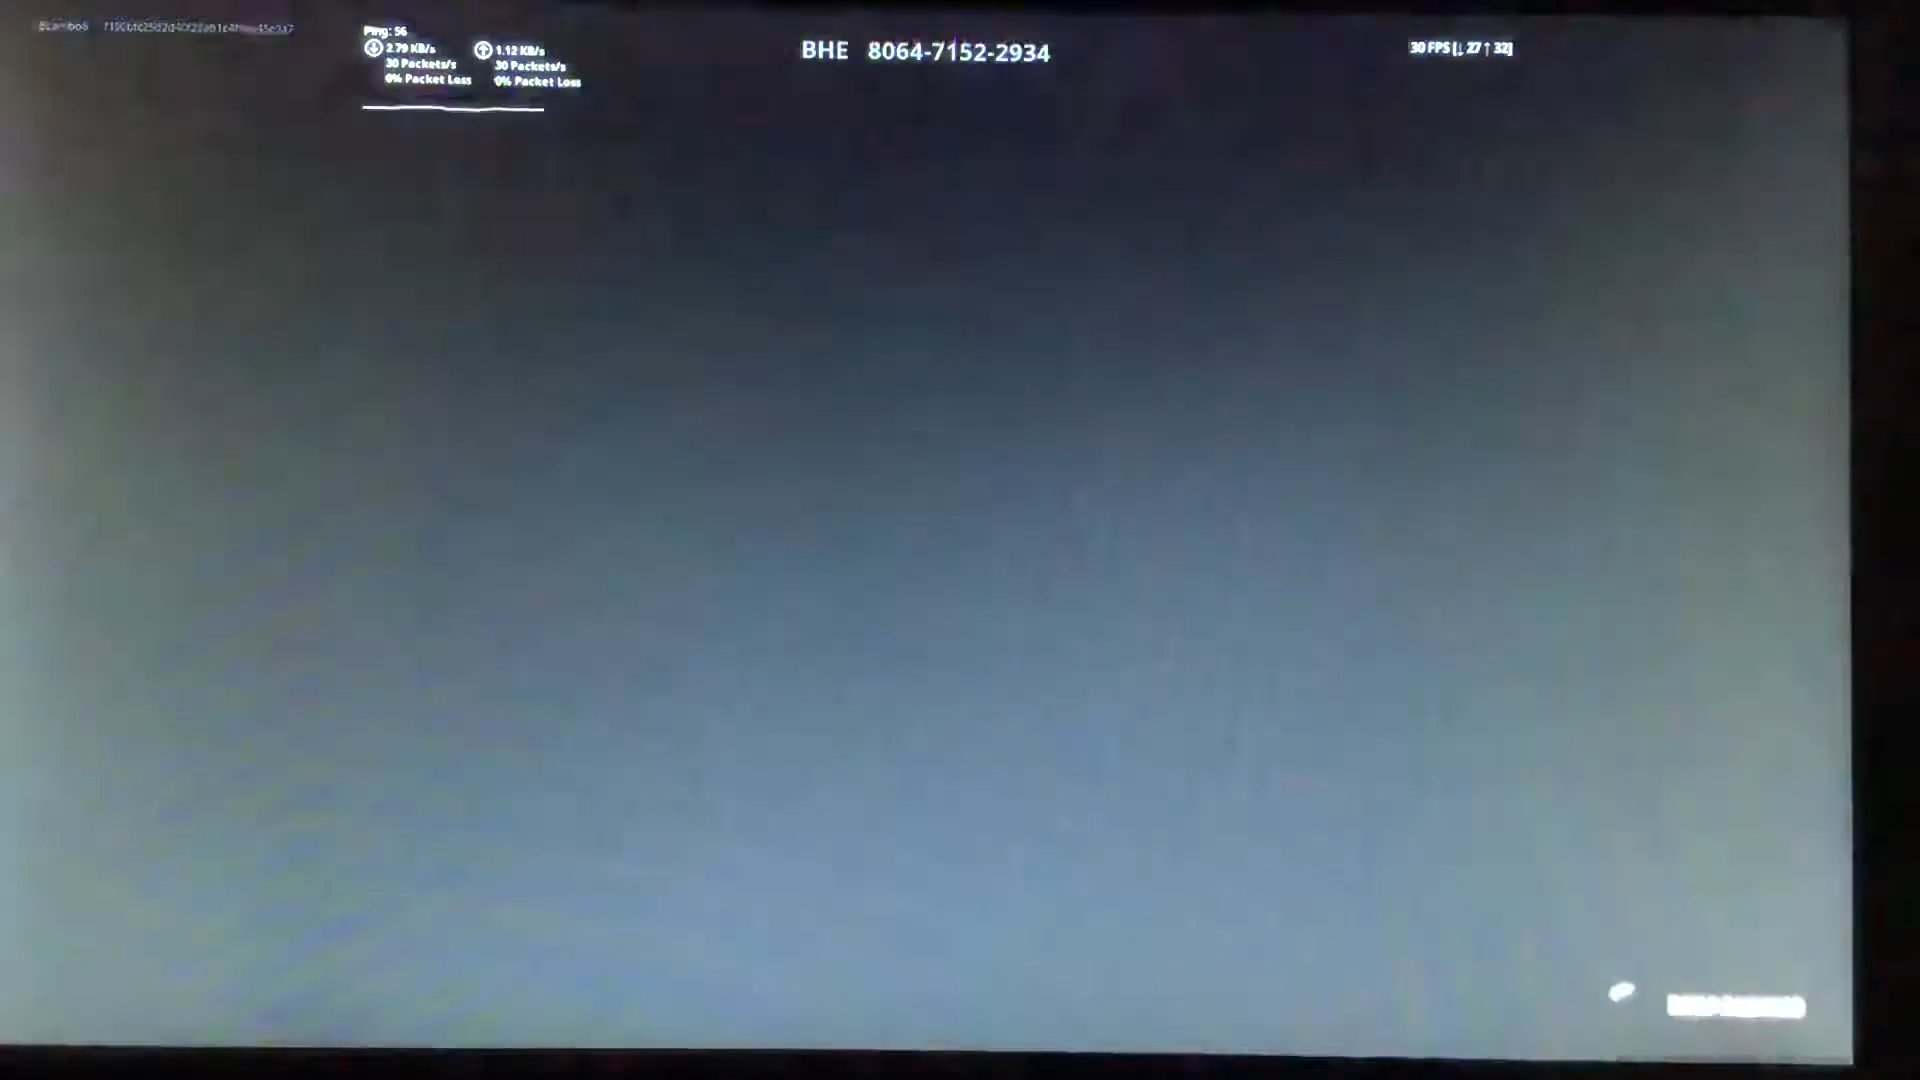 Ping: 56
2.79 KB/s
30 Packets/s
0% Packet Loss
1.12 KB/s
30 Packets/s
0% Packet Loss
BHE 8064-7152-2934
30 FPS [↓ 27 ↑ 32]